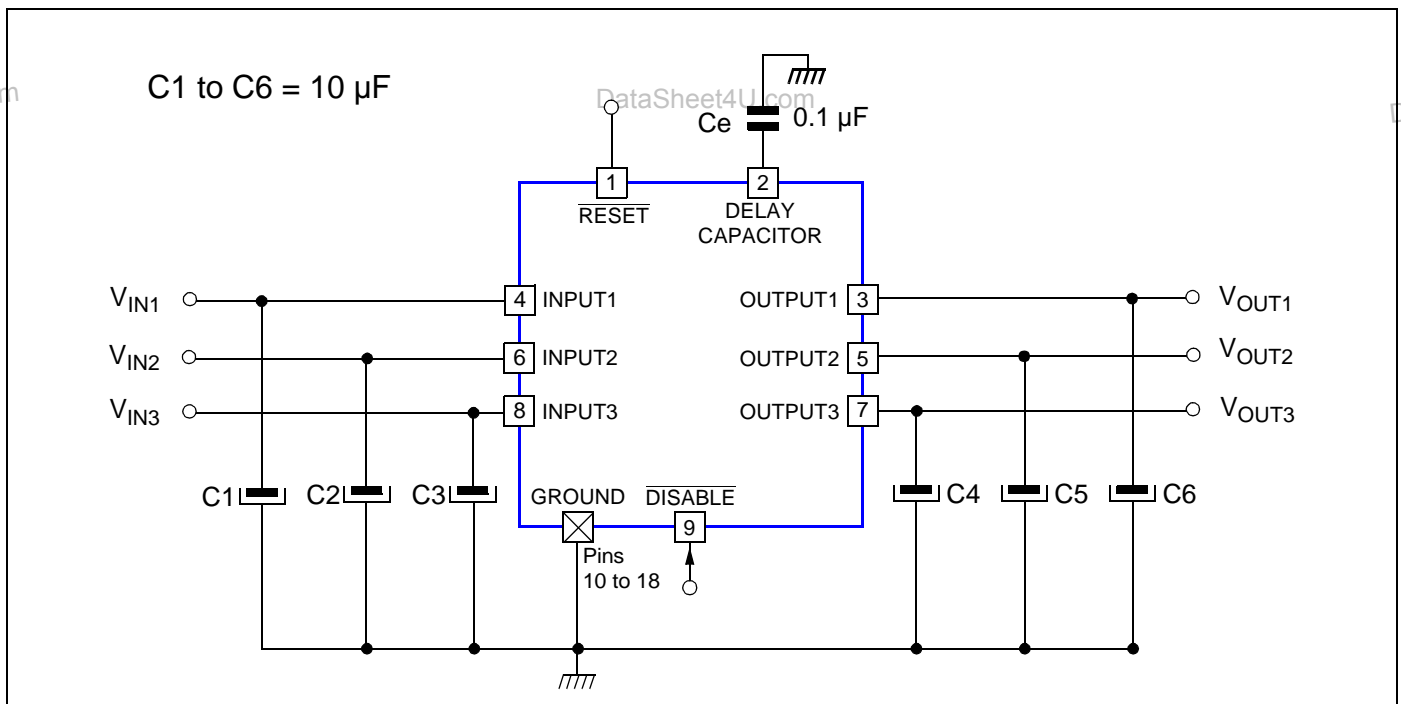 C1 to C6 = 10 µF
m
DataSheet4U.com
D
Ce
0.1 µF
1
2
RESET
DELAY
CAPACITOR
VIN1
4
INPUT1
OUTPUT1
3
VOUT1
VIN2
6
INPUT2
OUTPUT2
5
VOUT2
VIN3
8
INPUT3
OUTPUT3
7
VOUT3
C1
C2
C3
GROUND
DISABLE
C4
C5
C6
9
Pins
10 to 18